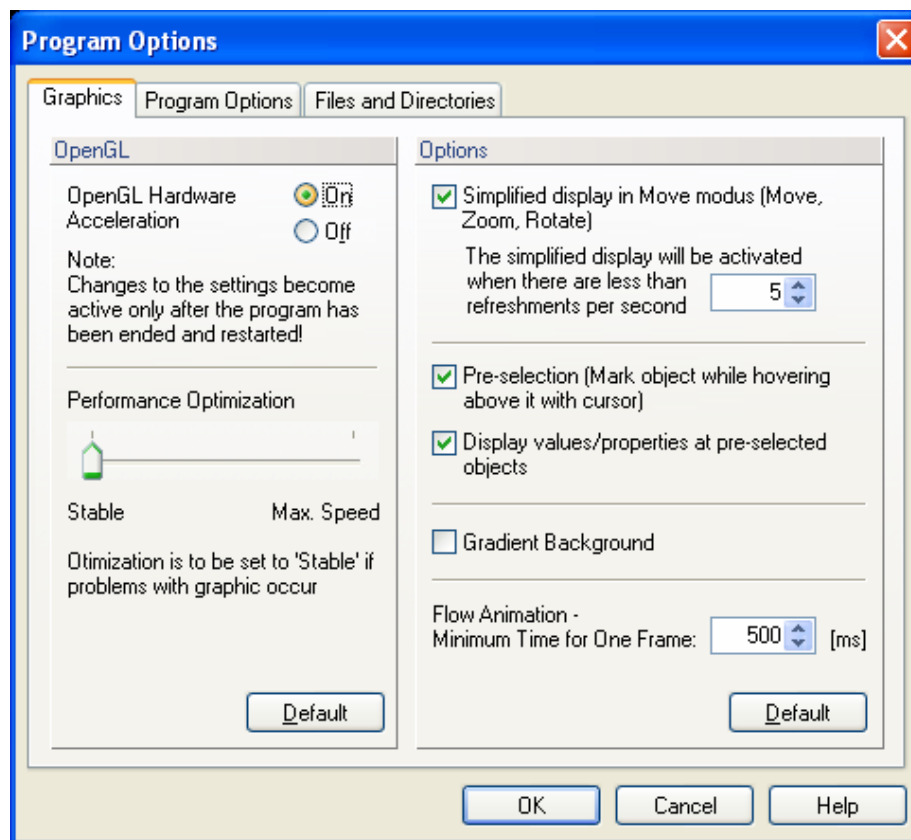 Program Options
Graphics
Program Options
Files and Directories
OpenGL
OpenGL Hardware
Acceleration
On
Off
Note:
Changes to the settings become
active only after the program has
been ended and restarted!
Performance Optimization
Stable
Max. Speed
Otimization is to be set to 'Stable' if
problems with graphic occur
Default
Options
Simplified display in Move modus (Move,
Zoom, Rotate)
The simplified display will be activated
when there are less than
refreshments per second
5
Pre-selection (Mark object while hovering
above it with cursor)
Display values/properties at pre-selected
objects
Gradient Background
Flow Animation -
Minimum Time for One Frame:
500
[ms]
Default
OK
Cancel
Help